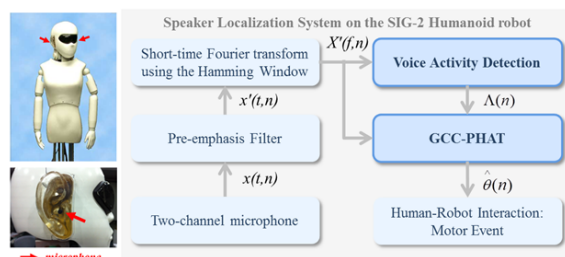 Speaker Localization System on the SIG-2 Humanoid robot
Short-time Fourier transform
using the Hamming Window
X'(f,n)
Voice Activity Detection
x'(t,n)
Λ(n)
Pre-emphasis Filter
GCC-PHAT
x(t,n)
θ̂(n)
Two-channel microphone
Human-Robot Interaction:
Motor Event
microphone